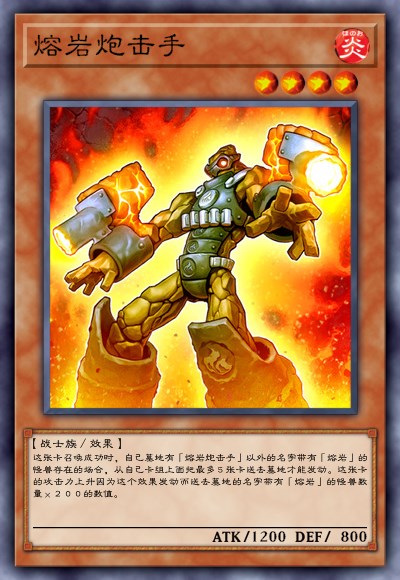 熔岩炮击手
ほのお
炎
【战士族／效果】
这张卡召唤成功时，自己墓地有「熔岩炮击手」以外的名字带有「熔岩」的
怪兽存在的场合，从自己卡组上面把最多５张卡送去墓地才能发动。这张卡
的攻击力上升因为这个效果发动而送去墓地的名字带有「熔岩」的怪兽数
量×２００的数值。
ATK/1200 DEF/ 800